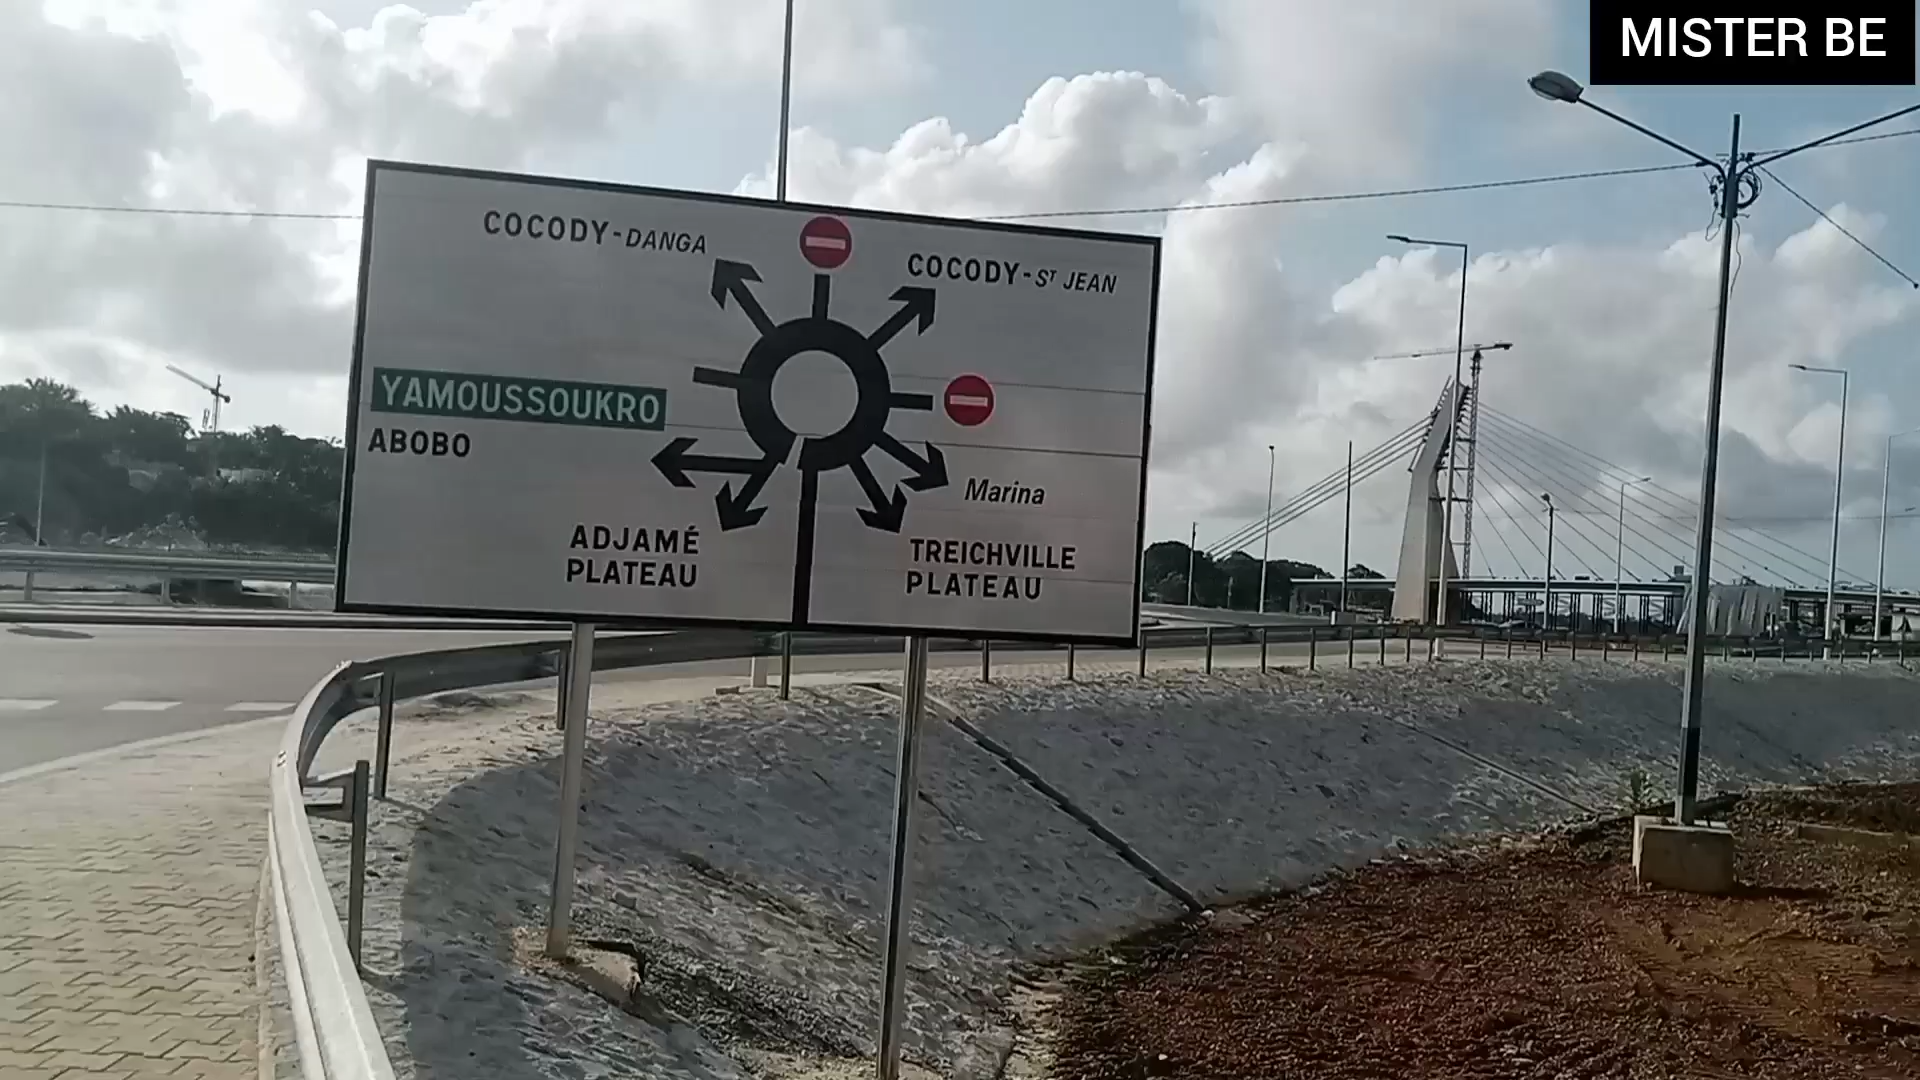 MISTER BE
COCODY-DANGA
COCODY-ST JEAN
YAMOUSSOUKRO
ABOBO
Marina
ADJAMÉ
PLATEAU
TREICHVILLE
PLATEAU